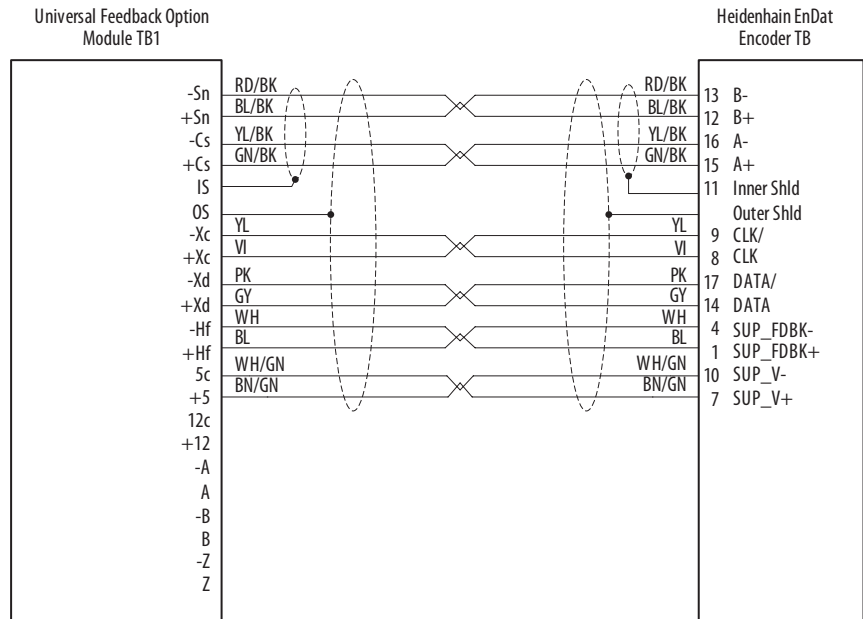 Universal Feedback Option
Module TB1
Heidenhain EnDat
Encoder TB
-Sn RD/BK RD/BK 13 B-
+Sn BL/BK BL/BK 12 B+
-Cs YL/BK YL/BK 16 A-
+Cs GN/BK GN/BK 15 A+
IS 11 Inner Shld
OS Outer Shld
-Xc YL YL 9 CLK/
+Xc VI VI 8 CLK
-Xd PK PK 17 DATA/
+Xd GY GY 14 DATA
-Hf WH WH 4 SUP_FDBK-
+Hf BL BL 1 SUP_FDBK+
5c WH/GN WH/GN 10 SUP_V-
+5 BN/GN BN/GN 7 SUP_V+
12c
+12
-A
A
-B
B
-Z
Z